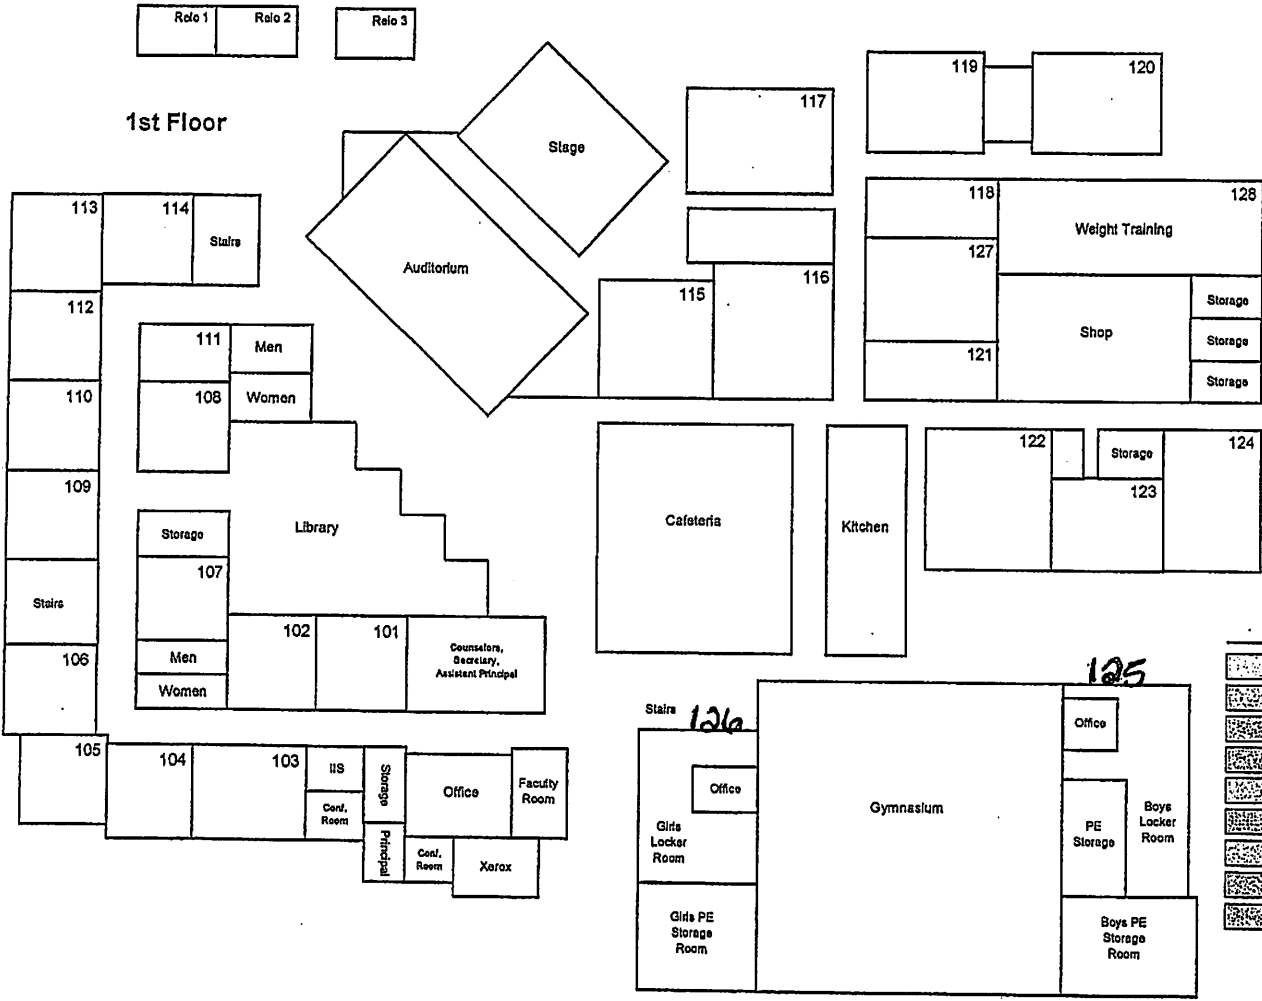 Relo 1
Relo 2
Relo 3
1st Floor
119
120
117
Stage
113
114
Stairs
118
128
Weight Training
127
Auditorium
116
115
112
Storage
Shop
Storage
121
Storage
111
Men
110
108
Women
122
Storage
124
123
109
Library
Storage
Cafeteria
Kitchen
107
Stairs
102
101
Counselors,
Secretary,
Assistant Principal
106
Men
Women
Stairs
126
125
Office
105
104
103
IIS
Storage
Office
Faculty
Room
Office
Conf.
Room
Gymnasium
Girls
Locker
Room
PE
Storage
Boys
Locker
Room
Principal
Conf.
Room
Xerox
Girls PE
Storage
Room
Boys PE
Storage
Room